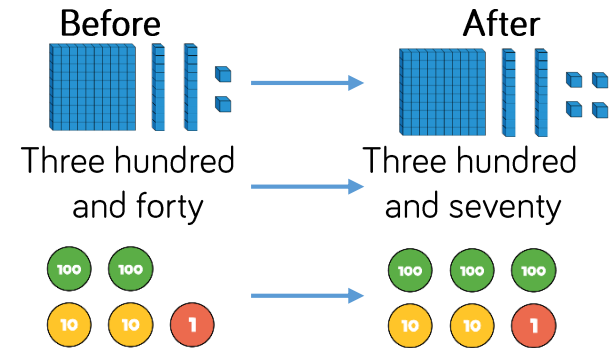 Before After
Three hundred Three hundred
and forty and seventy
100 100 100 100 100
10 10 1 10 10 1